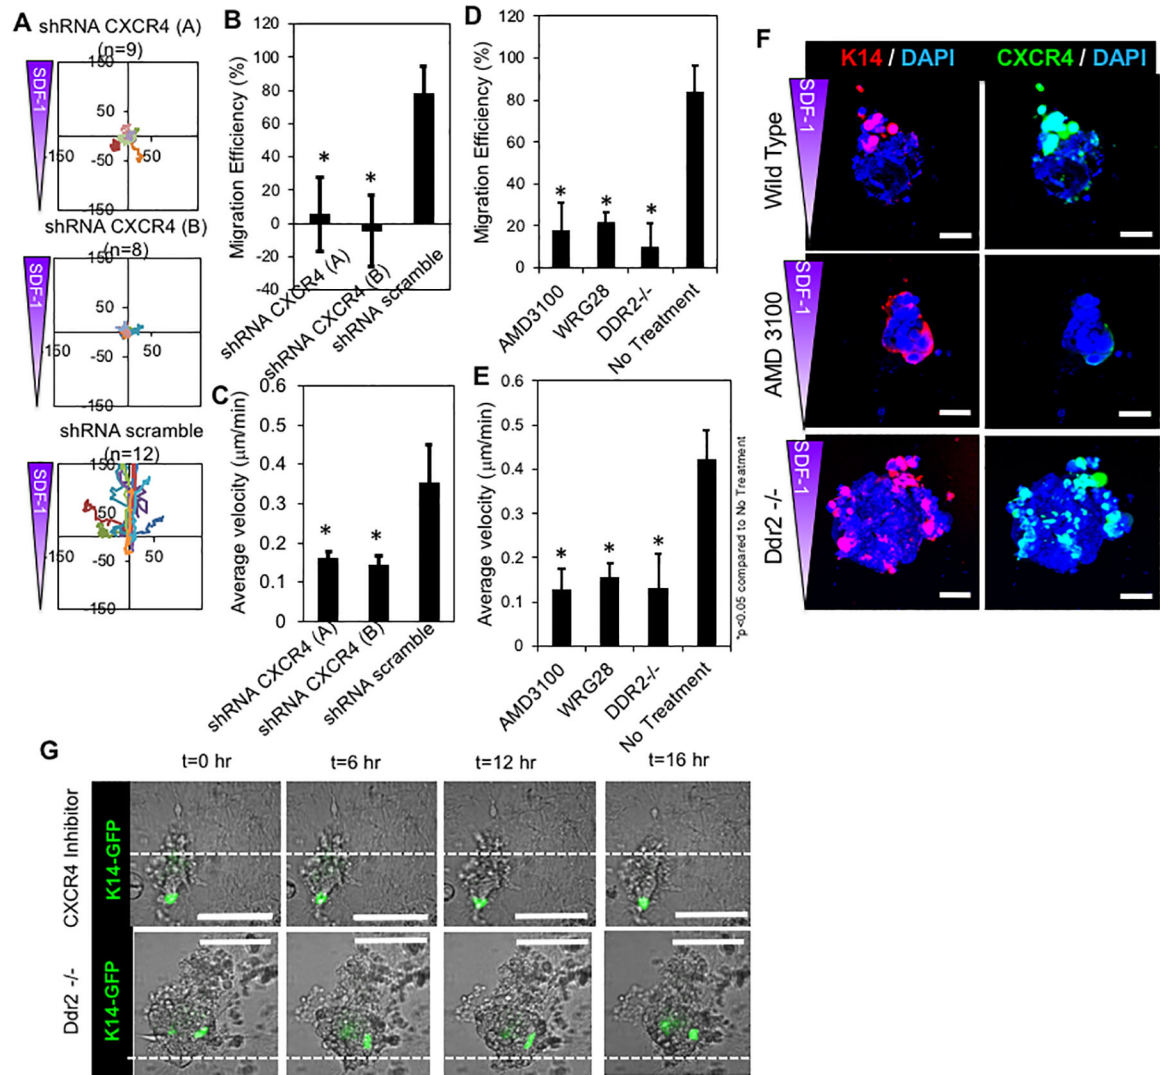 A
shRNA CXCR4 (A)
(n=9)
SDF-1
150
50
-150
50
-50
-150
shRNA CXCR4 (B)
(n=8)
SDF-1
150
50
-150
50
-50
-150
shRNA scramble
(n=12)
SDF-1
150
50
-150
50
-50
-150
B
Migration Efficiency (%)
120
100
80
60
40
20
0
-20
-40
*
*
shRNA CXCR4 (A)
shRNA CXCR4 (B)
shRNA scramble
C
Average velocity (μm/min)
0.6
0.5
0.4
0.3
0.2
0.1
0
*
*
shRNA CXCR4 (A)
shRNA CXCR4 (B)
shRNA scramble
D
Migration Efficiency (%)
120
100
80
60
40
20
0
*
*
*
AMD3100
WRG28
DDR2-/-
No Treatment
E
Average velocity (μm/min)
0.6
0.5
0.4
0.3
0.2
0.1
0
*
*
*
AMD3100
WRG28
DDR2-/-
No Treatment
*p<0.05 compared to No Treatment
F
K14 / DAPI
CXCR4 / DAPI
Wild Type
SDF-1
AMD 3100
SDF-1
Ddr2 -/-
SDF-1
G
t=0 hr
t=6 hr
t=12 hr
t=16 hr
CXCR4 Inhibitor
K14-GFP
Ddr2 -/-
K14-GFP